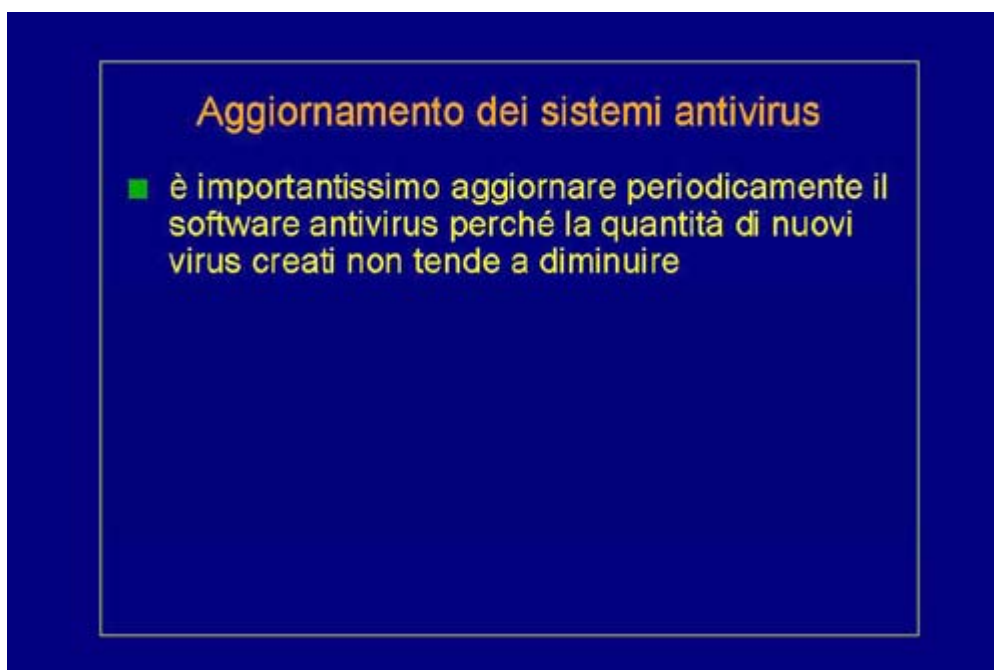 Aggiornamento dei sistemi antivirus
è importantissimo aggiornare periodicamente il
software antivirus perché la quantità di nuovi
virus creati non tende a diminuire